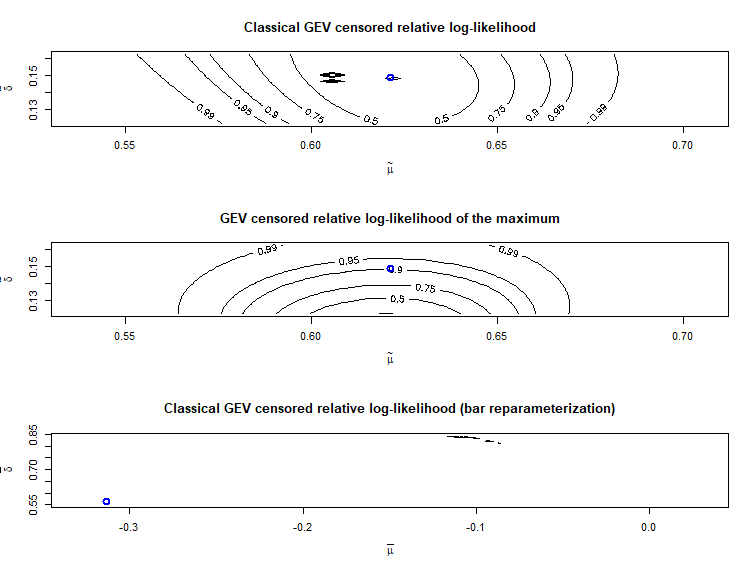 Classical GEV censored relative log-likelihood
0.99
0.95
0.9
0.75
0.5
0.5
0.75
0.9
0.95
0.99
0.15
0.13
δ̃
0.55 0.60 0.65 0.70
μ̃
GEV censored relative log-likelihood of the maximum
0.99
0.95
0.9
0.75
0.5
0.99
0.15
0.13
δ̃
0.55 0.60 0.65 0.70
μ̃
Classical GEV censored relative log-likelihood (bar reparameterization)
0.85
0.70
0.55
-0.3 -0.2 -0.1 0.0
μ̅